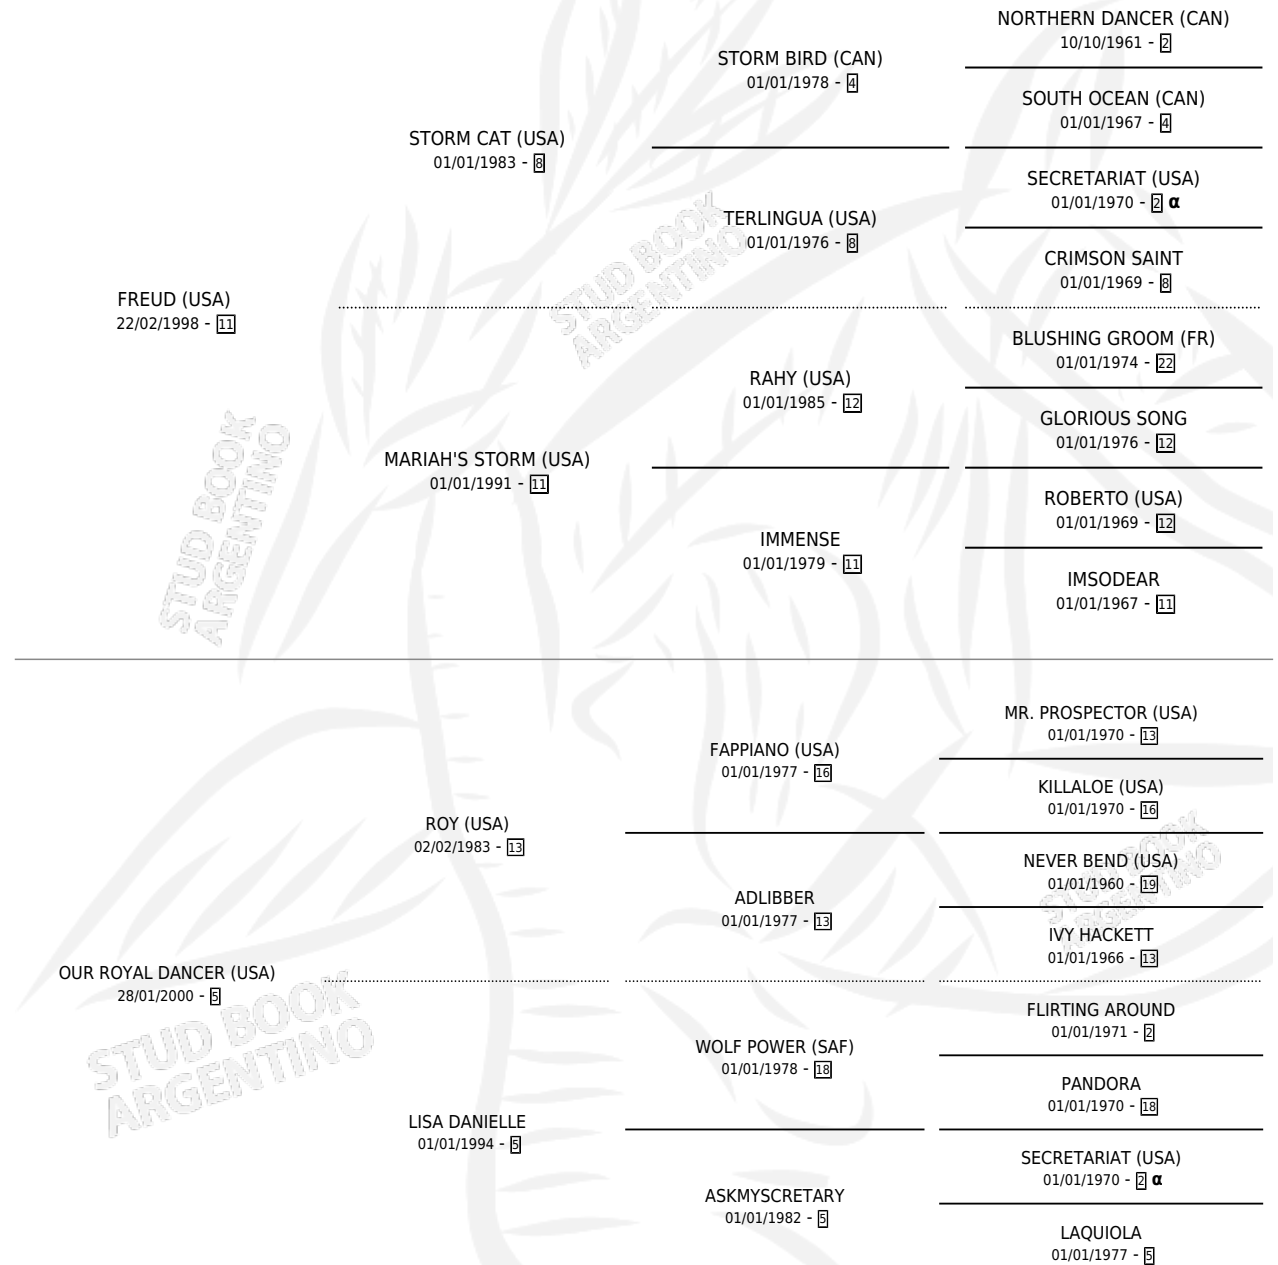 NORTHERN DANCER (CAN)
10/10/1961 - 2
STORM BIRD (CAN)
01/01/1978 - 4
SOUTH OCEAN (CAN)
01/01/1967 - 4
STORM CAT (USA)
01/01/1983 - 8
SECRETARIAT (USA)
01/01/1970 - 2 α
TERLINGUA (USA)
01/01/1976 - 8
CRIMSON SAINT
01/01/1969 - 8
FREUD (USA)
22/02/1998 - 11
BLUSHING GROOM (FR)
01/01/1974 - 22
RAHY (USA)
01/01/1985 - 12
GLORIOUS SONG
01/01/1976 - 12
MARIAH'S STORM (USA)
01/01/1991 - 11
ROBERTO (USA)
01/01/1969 - 12
IMMENSE
01/01/1979 - 11
IMSODEAR
01/01/1967 - 11
MR. PROSPECTOR (USA)
01/01/1970 - 13
FAPPIANO (USA)
01/01/1977 - 16
KILLALOE (USA)
01/01/1970 - 16
ROY (USA)
02/02/1983 - 13
NEVER BEND (USA)
01/01/1960 - 19
ADLIBBER
01/01/1977 - 13
IVY HACKETT
01/01/1966 - 13
OUR ROYAL DANCER (USA)
28/01/2000 - 5
FLIRTING AROUND
01/01/1971 - 2
WOLF POWER (SAF)
01/01/1978 - 18
PANDORA
01/01/1970 - 18
LISA DANIELLE
01/01/1994 - 5
SECRETARIAT (USA)
01/01/1970 - 2 α
ASKMYSCRETARY
01/01/1982 - 5
LAQUIOLA
01/01/1977 - 5
STUD BOOK
ARGENTINO
STUD BOOK
ARGENTINO
STUD BOOK
ARGENTINO
STUD BOOK
ARGENTINO